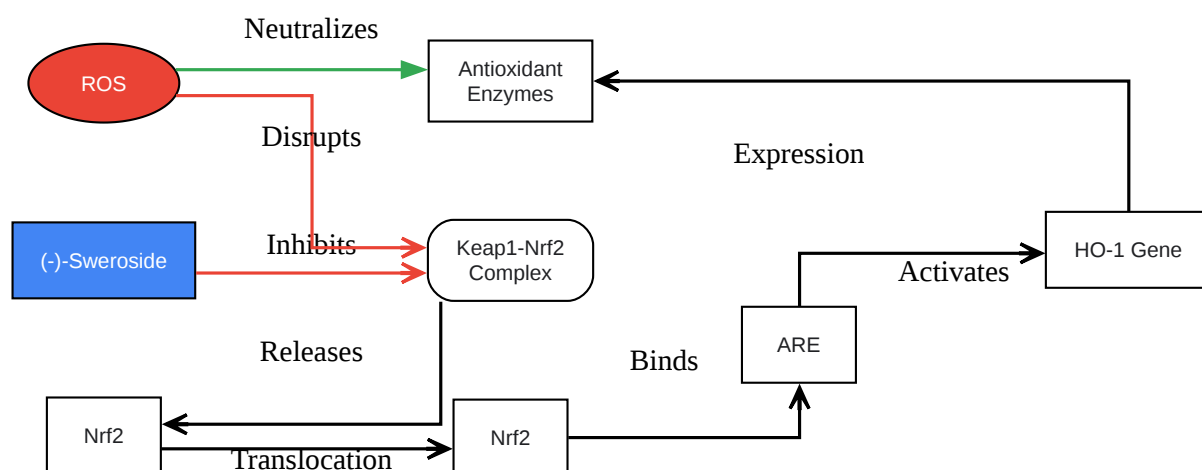 Neutralizes
ROS
Antioxidant
Enzymes
Disrupts
Expression
(-)-Sweroside
Inhibits
Keap1-Nrf2
Complex
HO-1 Gene
Activates
Releases
Binds
ARE
Nrf2
Nrf2
Translocation